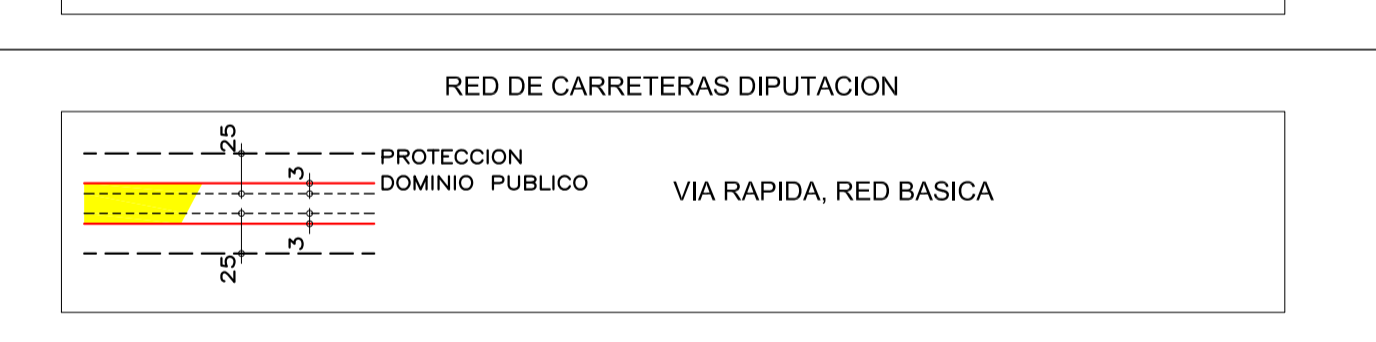 RED DE CARRETERAS DIPUTACION
25
PROTECCION
3
DOMINIO PUBLICO
VIA RAPIDA, RED BASICA
3
25